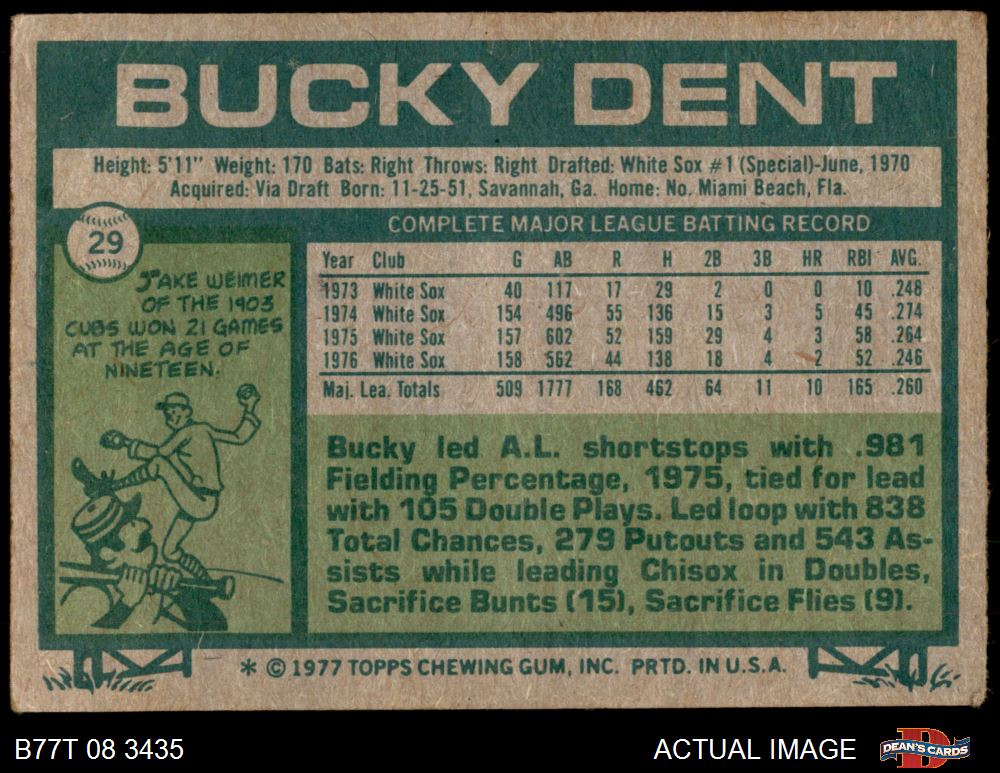 BUCKY DENT
Height: 5'11" Weight: 170 Bats: Right Throws: Right Drafted: White Sox #1 (Special)-June, 1970
Acquired: Via Draft Born: 11-25-51, Savannah, Ga. Home: No. Miami Beach, Fla.
29
JAKE WEIMER
OF THE 1903
CUBS WON 21 GAMES
AT THE AGE OF
NINETEEN.
COMPLETE MAJOR LEAGUE BATTING RECORD
Year Club G AB R H 2B 3B HR RBI AVG.
1973 White Sox 40 117 17 29 2 0 0 10 .248
1974 White Sox 154 496 55 136 15 3 5 45 .274
1975 White Sox 157 602 52 159 29 4 3 58 .264
1976 White Sox 158 562 44 138 18 4 2 52 .246
Maj. Lea. Totals 509 1777 168 462 64 11 10 165 .260
Bucky led A.L. shortstops with .981
Fielding Percentage, 1975, tied for lead
with 105 Double Plays. Led loop with 838
Total Chances, 279 Putouts and 543 As-
sists while leading Chisox in Doubles,
Sacrifice Bunts (15), Sacrifice Flies (9).
* © 1977 TOPPS CHEWING GUM, INC. PRTD. IN U.S.A.
B77T 08 3435
ACTUAL IMAGE
DEAN'S CARDS